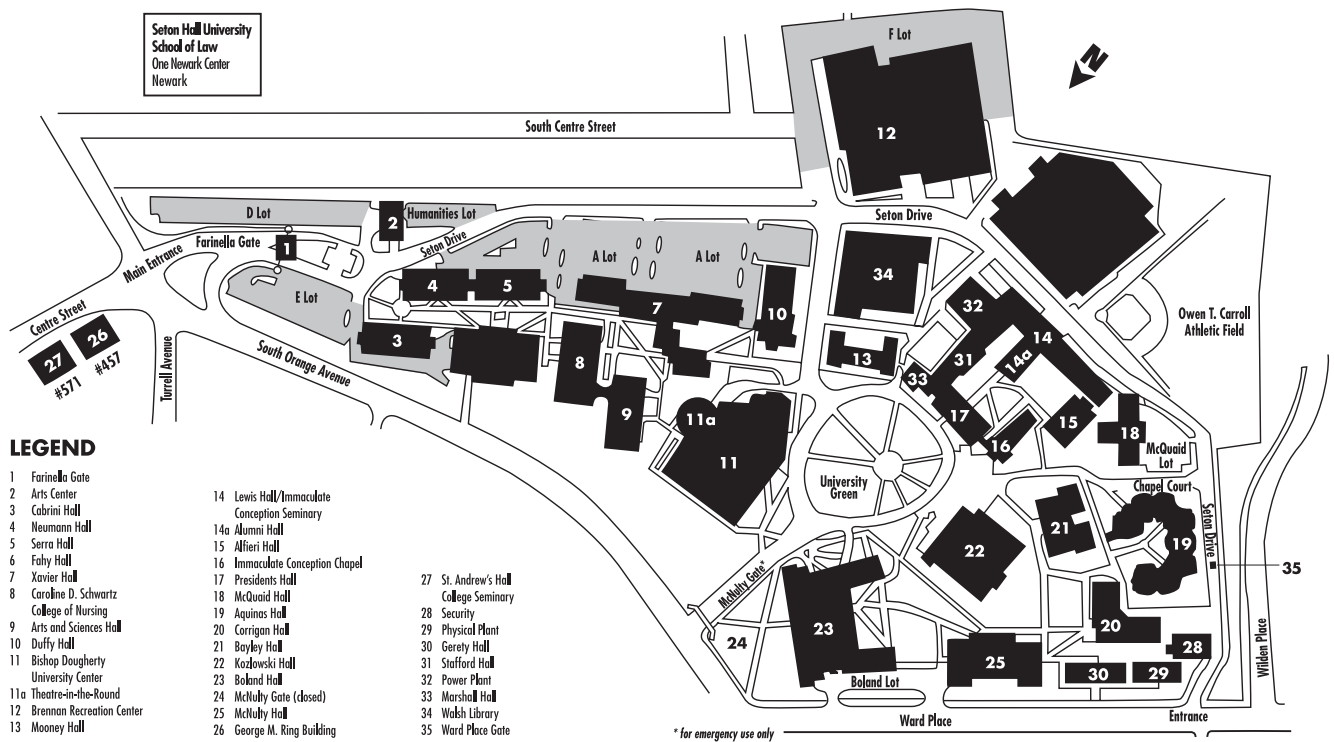 Seton Hall University
School of Law
One Newark Center
Newark
F Lot
N
12
South Centre Street
D Lot
2
Humanities Lot
Seton Drive
Farinella Gate
1
Seton Drive
Main Entrance
A Lot
A Lot
34
E Lot
4
5
7
10
32
14
Owen T. Carroll
Athletic Field
Centre Street
27
#571
26
#457
Turrell Avenue
South Orange Avenue
3
8
13
31
14a
33
9
11a
17
15
16
18
McQuaid
Lot
11
University
Green
Chapel Court
Seton Drive
21
19
22
35
McNulty Gate*
24
23
20
28
25
30
29
Boland Lot
Wilden Place
Ward Place
Entrance
* for emergency use only
LEGEND
1 Farinella Gate
2 Arts Center
3 Cabrini Hall
4 Neumann Hall
5 Serra Hall
6 Fahy Hall
7 Xavier Hall
8 Caroline D. Schwartz
College of Nursing
9 Arts and Sciences Hall
10 Duffy Hall
11 Bishop Dougherty
University Center
11a Theatre-in-the-Round
12 Brennan Recreation Center
13 Mooney Hall
14 Lewis Hall/Immaculate
Conception Seminary
14a Alumni Hall
15 Alfieri Hall
16 Immaculate Conception Chapel
17 Presidents Hall
18 McQuaid Hall
19 Aquinas Hall
20 Corrigan Hall
21 Bayley Hall
22 Kozlowski Hall
23 Boland Hall
24 McNulty Gate (closed)
25 McNulty Hall
26 George M. Ring Building
27 St. Andrew's Hall
College Seminary
28 Security
29 Physical Plant
30 Gerety Hall
31 Stafford Hall
32 Power Plant
33 Marshall Hall
34 Walsh Library
35 Ward Place Gate